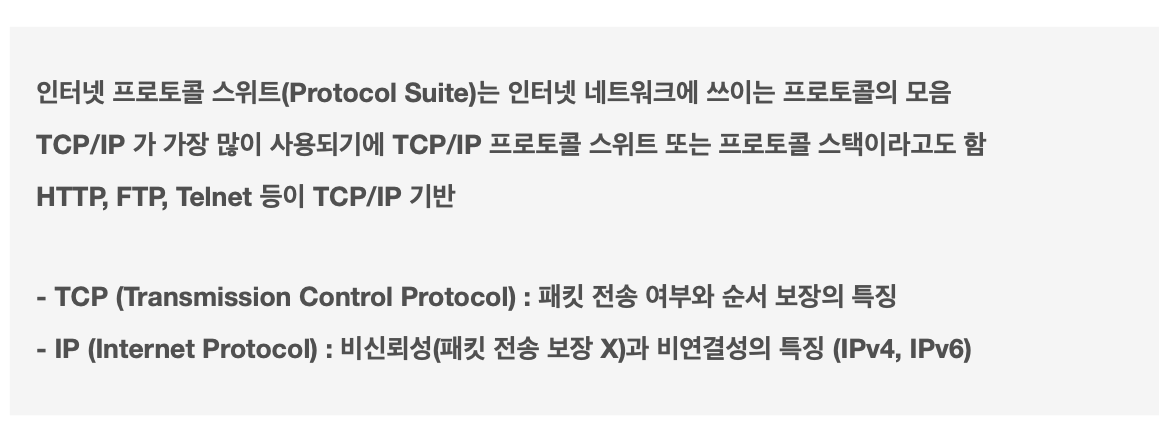 인터넷 프로토콜 스위트(Protocol Suite)는 인터넷 네트워크에 쓰이는 프로토콜의 모음
TCP/IP 가 가장 많이 사용되기에 TCP/IP 프로토콜 스위트 또는 프로토콜 스택이라고도 함
HTTP, FTP, Telnet 등이 TCP/IP 기반
- TCP (Transmission Control Protocol) : 패킷 전송 여부와 순서 보장의 특징
- IP (Internet Protocol) : 비신뢰성(패킷 전송 보장 X)과 비연결성의 특징 (IPv4, IPv6)